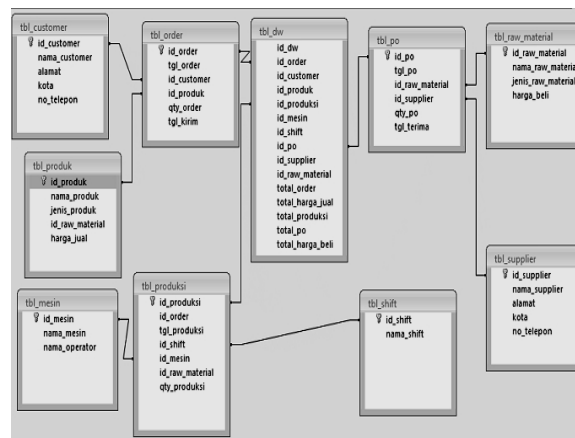 tbl_customer
id_customer
nama_customer
alamat
kota
no_telepon
tbl_order
id_order
tgl_order
id_customer
id_produk
qty_order
tgl_kirim
tbl_dw
id_dw
id_order
id_customer
id_produk
id_produksi
id_mesin
id_shift
id_po
id_supplier
id_raw_material
total_order
total_harga_jual
total_produksi
total_po
total_harga_beli
tbl_po
id_po
tgl_po
id_raw_material
id_supplier
qty_po
tgl_terima
tbl_raw_material
id_raw_material
nama_raw_materia
jenis_raw_material
harga_beli
tbl_produk
id_produk
nama_produk
jenis_produk
id_raw_material
harga_jual
tbl_mesin
id_mesin
nama_mesin
nama_operator
tbl_produksi
id_produksi
id_order
tgl_produksi
id_shift
id_mesin
id_raw_material
qty_produksi
tbl_shift
id_shift
nama_shift
tbl_supplier
id_supplier
nama_supplier
alamat
kota
no_telepon